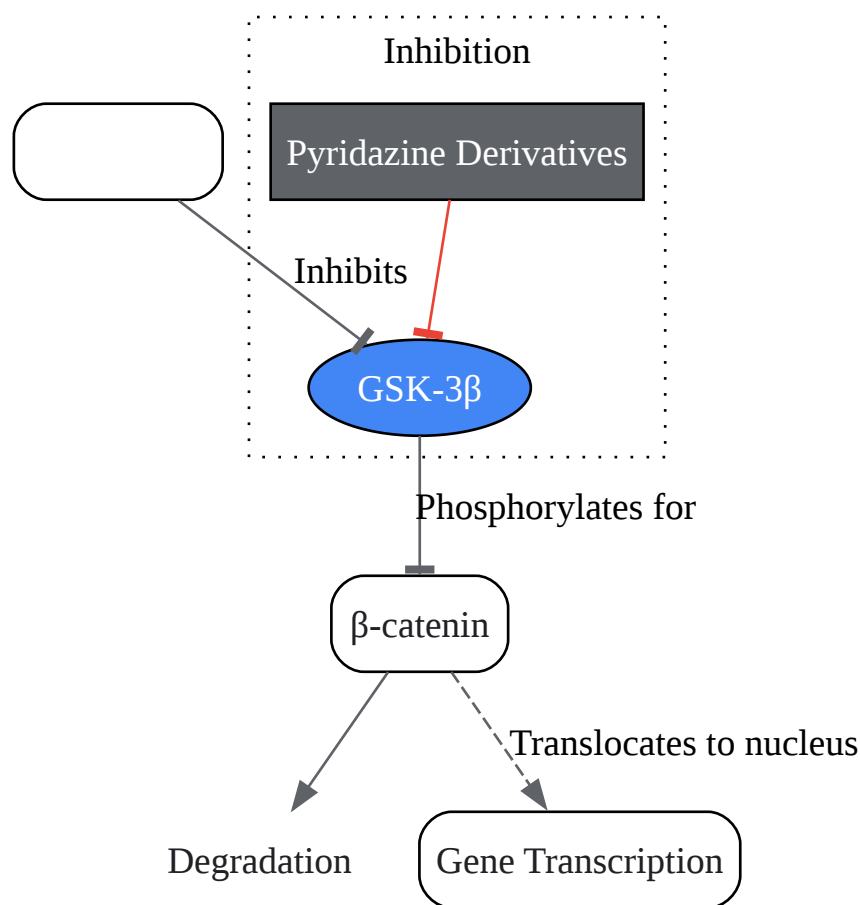 Inhibition
Pyridazine Derivatives
Inhibits
GSK-3β
Phosphorylates for
β-catenin
Translocates to nucleus
Degradation
Gene Transcription